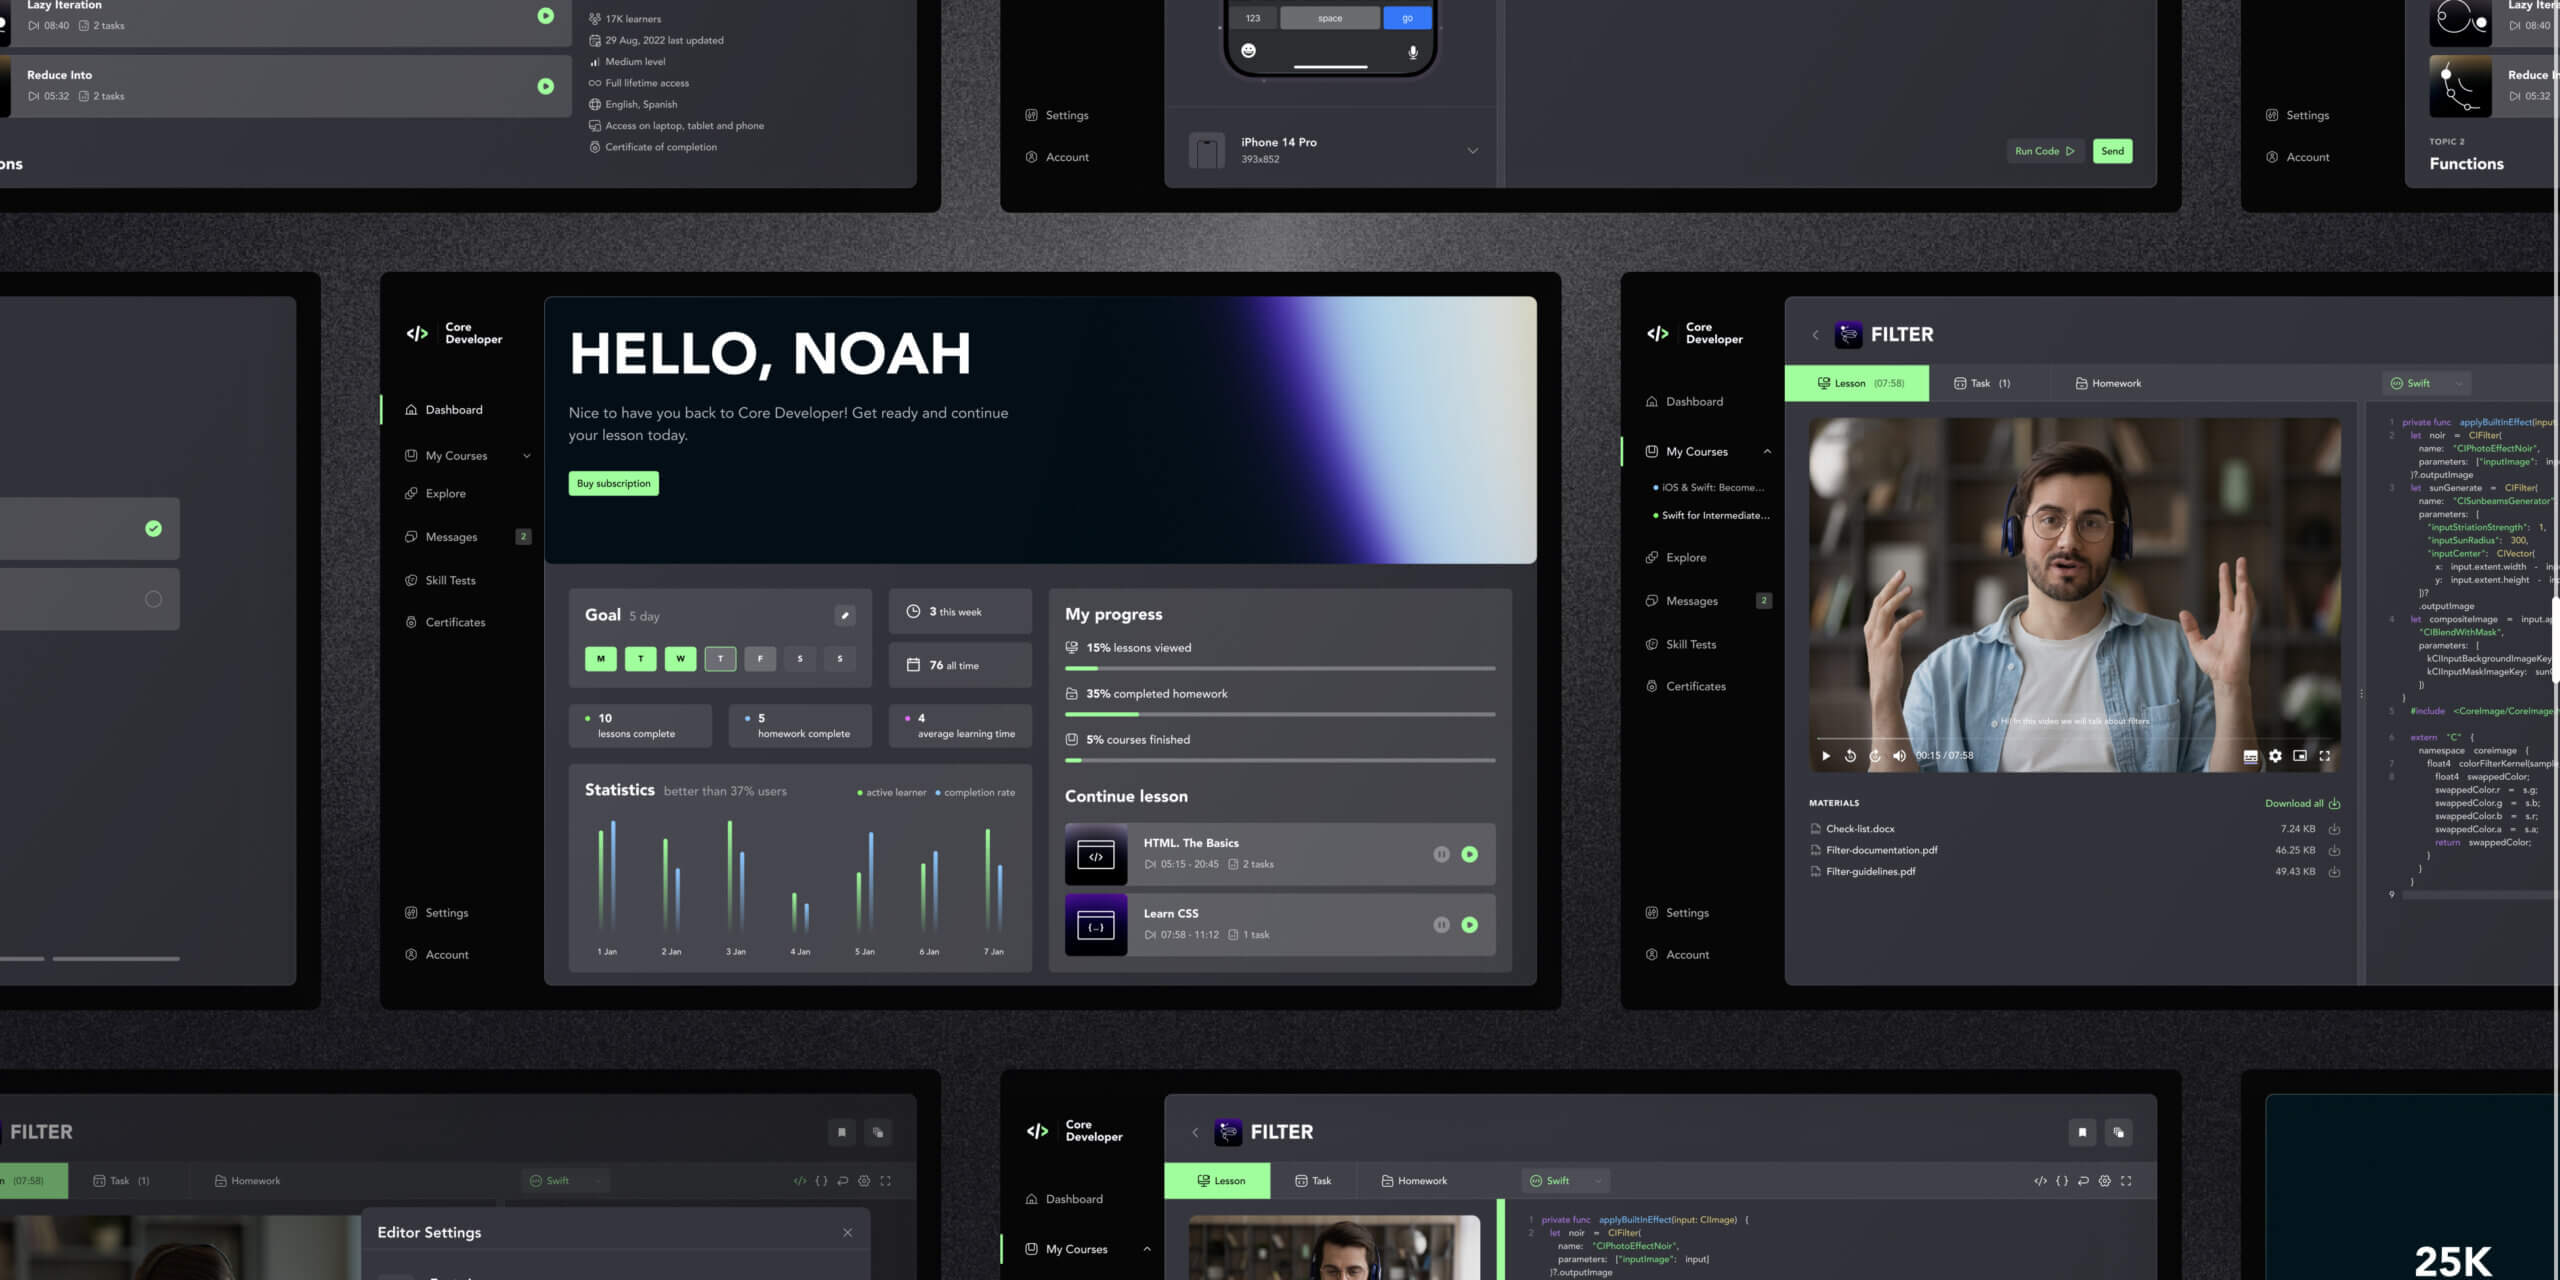 Lazy Iteration
08:40 2 tasks
Reduce Into
05:32 2 tasks
17K learners
29 Aug, 2022 last updated
Medium level
Full lifetime access
English, Spanish
Access on laptop, tablet and phone
Certificate of completion
ons
123 space go
Settings
Account
iPhone 14 Pro
393x852
Run Code
Send
Settings
Account
Lazy Iter
08:40
Reduce In
05:32
TOPIC 2
Functions
</> Core
Developer
Dashboard
My Courses
Explore
Messages 2
Skill Tests
Certificates
Settings
Account
HELLO, NOAH
Nice to have you back to Core Developer! Get ready and continue
your lesson today.
Buy subscription
Goal 5 day
M T W T F S S
3 this week
76 all time
10
lessons complete
5
homework complete
4
average learning time
Statistics better than 37% users
active learner completion rate
1 Jan 2 Jan 3 Jan 4 Jan 5 Jan 6 Jan 7 Jan
My progress
15% lessons viewed
35% completed homework
5% courses finished
Continue lesson
</>
HTML. The Basics
05:15 - 20:45 2 tasks
{...}
Learn CSS
07:58 - 11:12 1 task
</> Core
Developer
Dashboard
My Courses
iOS & Swift: Become...
Swift for Intermediate...
Explore
Messages 2
Skill Tests
Certificates
Settings
Account
FILTER
Lesson (07:58)
Task (1)
Homework
Swift
Hi! In this video we will talk about filters
00:15 / 07:58
MATERIALS
Download all
Check-list.docx 7.24 KB
Filter-documentation.pdf 46.25 KB
Filter-guidelines.pdf 49.43 KB
1 private func applyBuiltInEffect(input:
2 let noir = CIFilter(
name: "CIPhotoEffectNoir",
parameters: ["inputImage": inp
)?.outputImage
3 let sunGenerate = CIFilter(
name: "CISunbeamsGenerator"
parameters: [
"inputStriationStrength": 1,
"inputSunRadius": 300,
"inputCenter": CIVector(
x: input.extent.width - inp
y: input.extent.height - inp
])?
.outputImage
4 let compositeImage = input.ap
"CIBlendWithMask",
parameters: [
kCIInputBackgroundImageKey
kCIInputMaskImageKey: sunG
])
}
5 #include <CoreImage/CoreImage
6 extern "C" {
namespace coreimage {
7 float4 colorFilterKernel(sample
8 float4 swappedColor;
swappedColor.r = s.g;
swappedColor.g = s.b;
swappedColor.b = s.r;
swappedColor.a = s.a;
return swappedColor;
}
}
}
9
FILTER
n (07:58)
Task (1)
Homework
Swift
</> {}
Editor Settings
</> Core
Developer
Dashboard
My Courses
FILTER
Lesson
Task
Homework
Swift
</> {}
1 private func applyBuiltInEffect(input: CIImage) {
2 let noir = CIFilter(
name: "CIPhotoEffectNoir",
parameters: ["inputImage": input]
)?.outputImage
25K